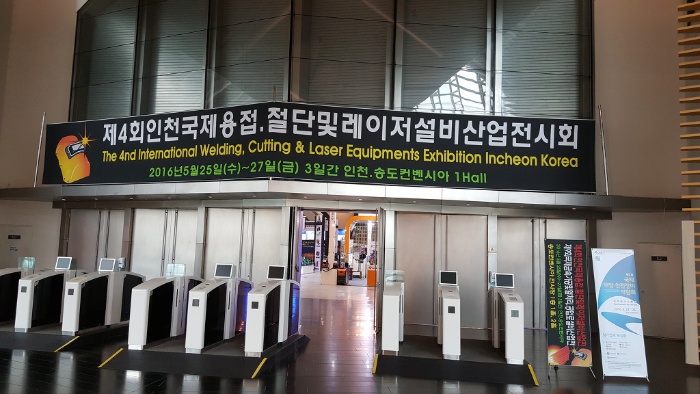 제4회인천국제용접.절단및레이저설비산업전시회
The 4nd International Welding, Cutting & Laser Equipments Exhibition Incheon Korea
2016년5월25일(수)~27일(금) 3일간 인천.송도컨벤시아 1Hall